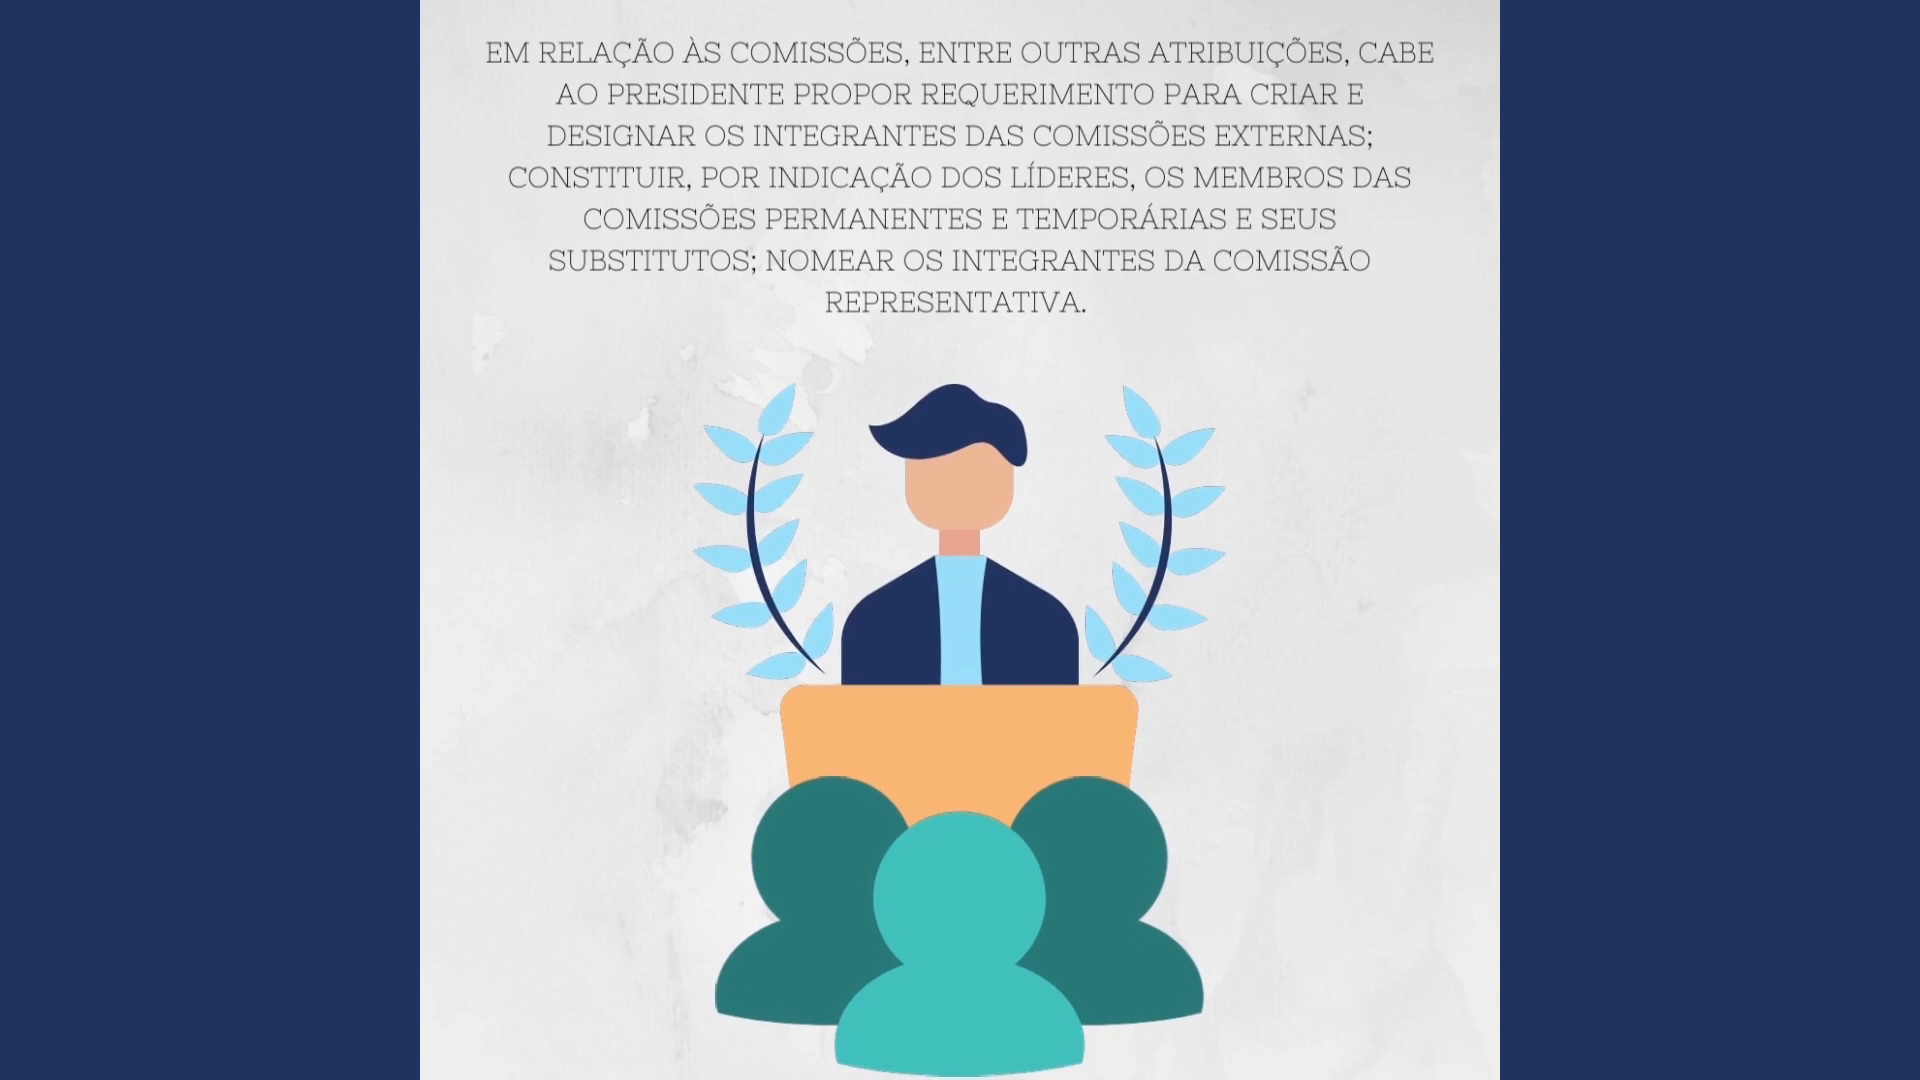 EM RELAÇÃO ÀS COMISSÕES, ENTRE OUTRAS ATRIBUIÇÕES, CABE
AO PRESIDENTE PROPOR REQUERIMENTO PARA CRIAR E
DESIGNAR OS INTEGRANTES DAS COMISSÕES EXTERNAS;
CONSTITUIR, POR INDICAÇÃO DOS LÍDERES, OS MEMBROS DAS
COMISSÕES PERMANENTES E TEMPORÁRIAS E SEUS
SUBSTITUTOS; NOMEAR OS INTEGRANTES DA COMISSÃO
REPRESENTATIVA.